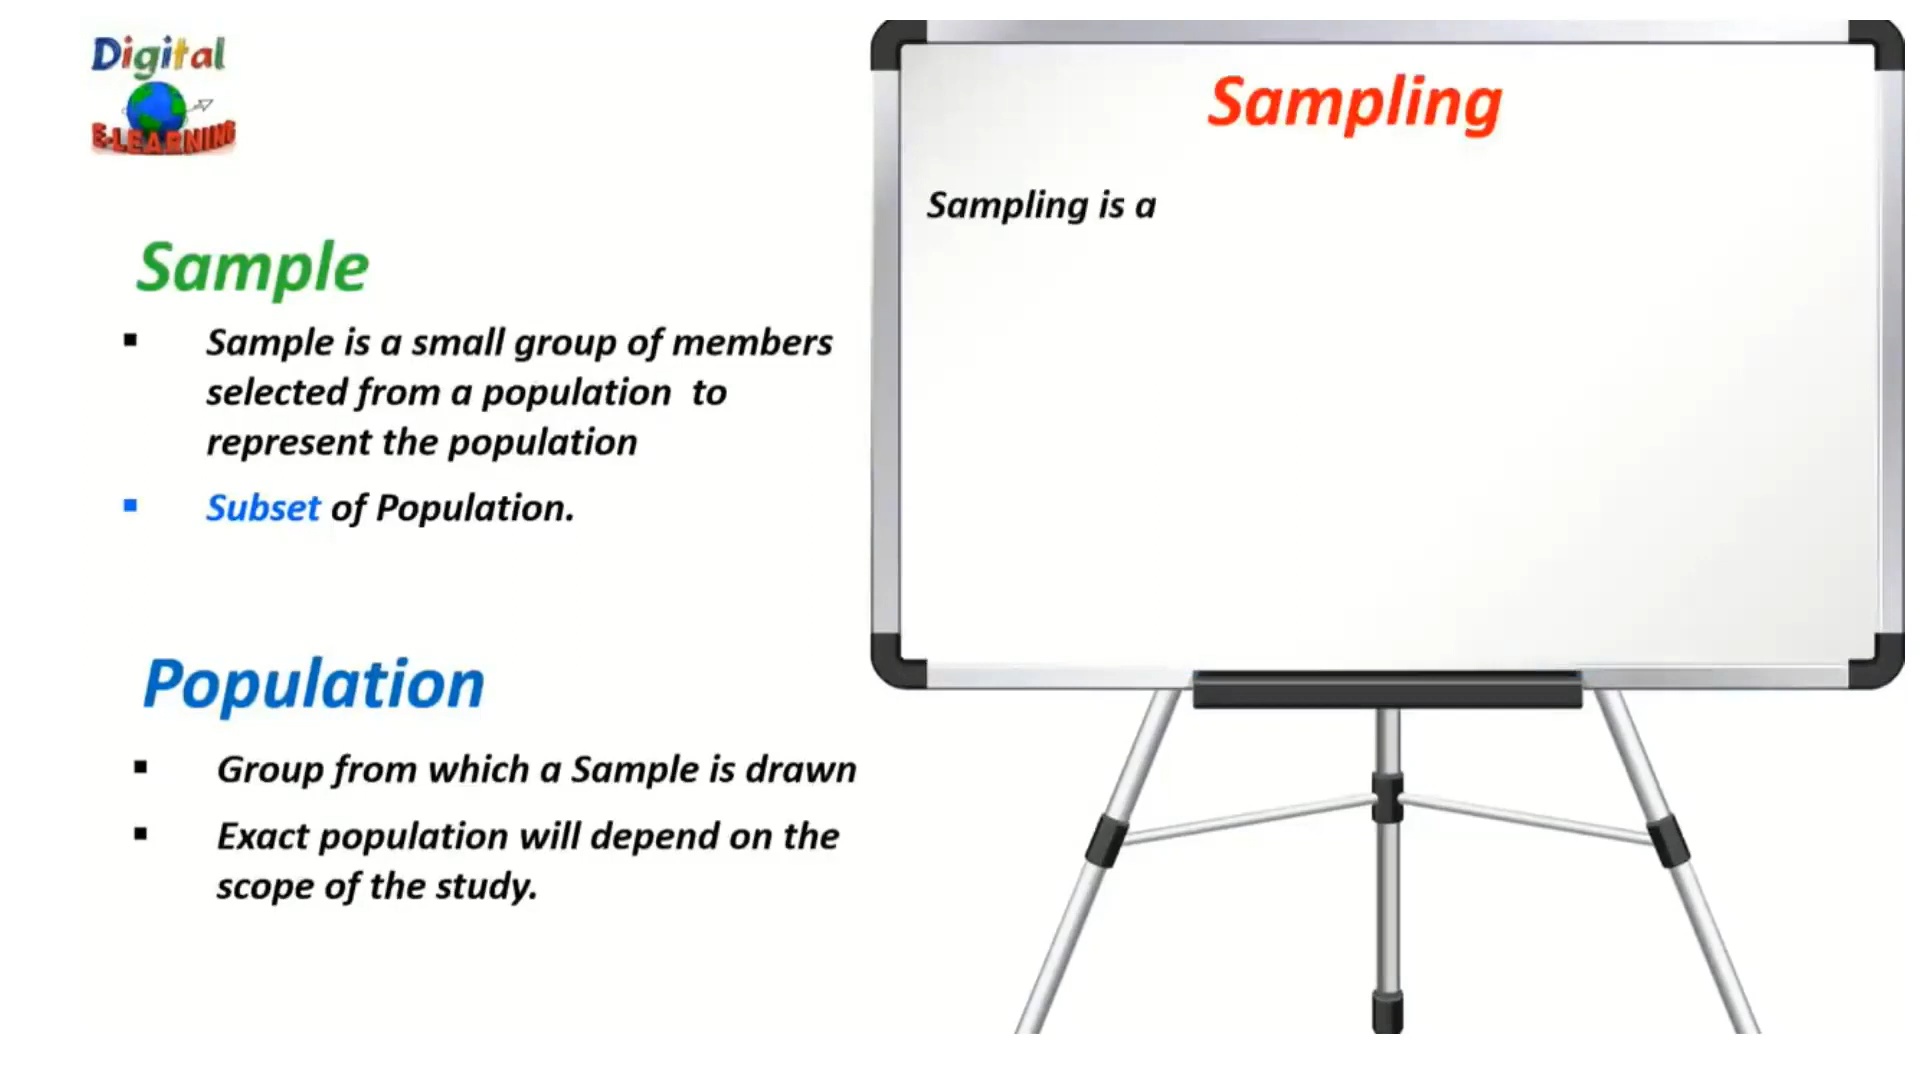 Digital
E-LEARNING
Sample
▪ Sample is a small group of members
selected from a population to
represent the population
▪ Subset of Population.
Population
▪ Group from which a Sample is drawn
▪ Exact population will depend on the
scope of the study.
Sampling
Sampling is a